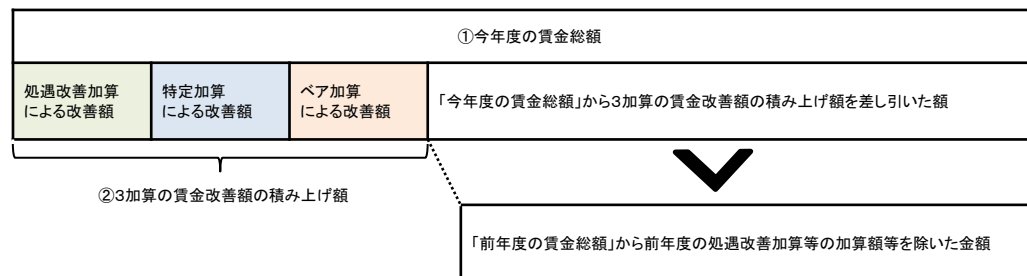 ①今年度の賃金総額
処遇改善加算
による改善額
特定加算
による改善額
ベア加算
による改善額
「今年度の賃金総額」から3加算の賃金改善額の積み上げ額を差し引いた額
②3加算の賃金改善額の積み上げ額
「前年度の賃金総額」から前年度の処遇改善加算等の加算額等を除いた金額